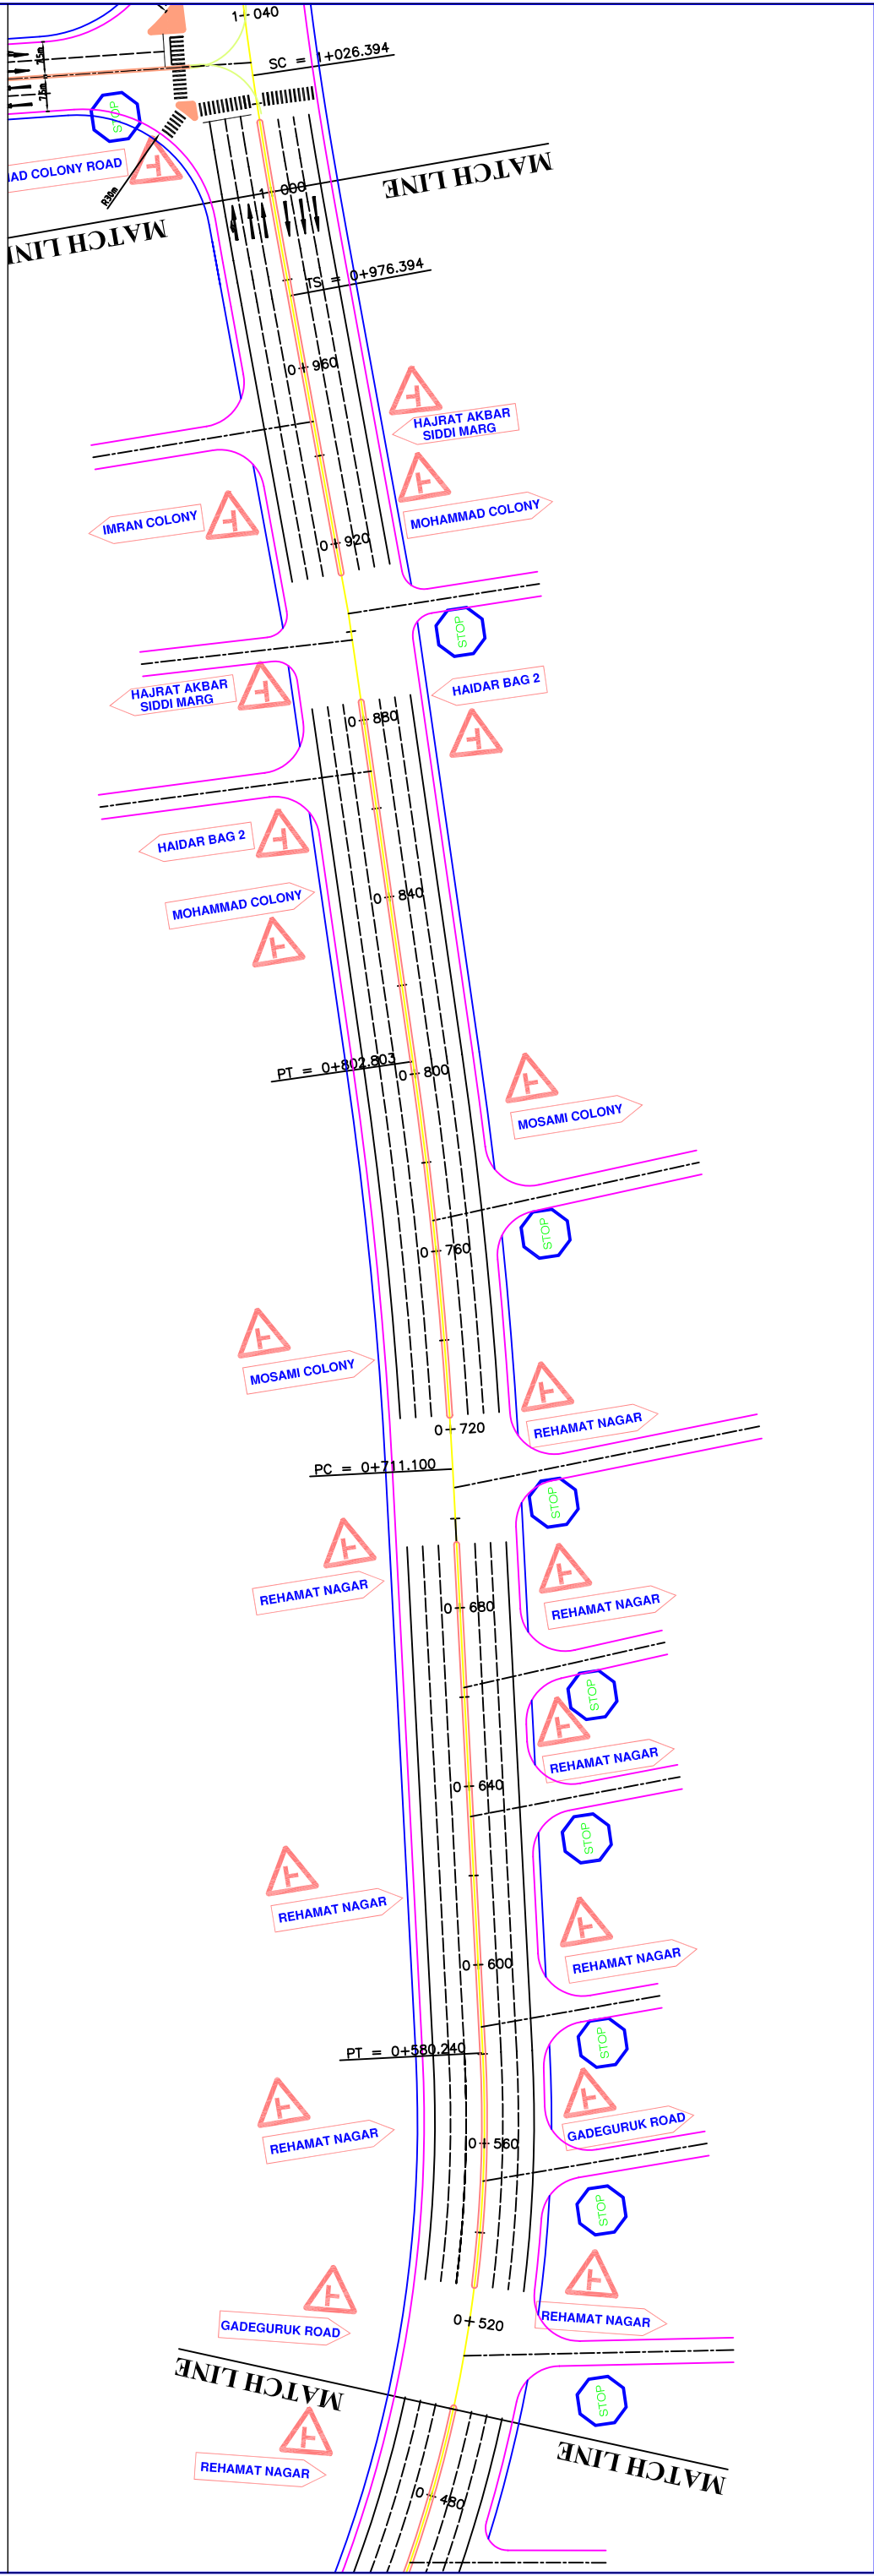 1+040
SC = 1+026.394
7.5m
7.5m
STOP
AD COLONY ROAD
R30m
MATCH LINE
MATCH LINE
1+000
TS = 0+976.394
0+960
HAJRAT AKBAR
SIDDI MARG
MOHAMMAD COLONY
IMRAN COLONY
0+920
STOP
HAJRAT AKBAR
SIDDI MARG
HAIDAR BAG 2
0+880
HAIDAR BAG 2
MOHAMMAD COLONY
0+840
PT = 0+802.803
0+800
MOSAMI COLONY
STOP
0+760
MOSAMI COLONY
REHAMAT NAGAR
0+720
PC = 0+711.100
STOP
REHAMAT NAGAR
REHAMAT NAGAR
0+680
STOP
REHAMAT NAGAR
0+640
STOP
REHAMAT NAGAR
REHAMAT NAGAR
0+600
STOP
PT = 0+580.240
REHAMAT NAGAR
GADEGURUK ROAD
0+560
STOP
GADEGURUK ROAD
REHAMAT NAGAR
0+520
MATCH LINE
STOP
MATCH LINE
REHAMAT NAGAR
0+480